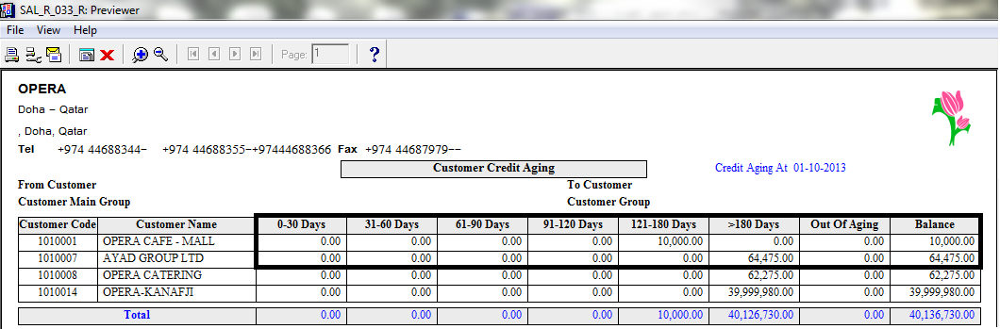 SAL_R_033_R: Previewer
File View Help
Page: 1 ?
OPERA
Doha – Qatar
, Doha, Qatar
Tel +974 44688344– +974 44688355–+97444688366 Fax +974 44687979––
Customer Credit Aging Credit Aging At 01-10-2013
From Customer To Customer
Customer Main Group Customer Group
Customer Code Customer Name 0-30 Days 31-60 Days 61-90 Days 91-120 Days 121-180 Days >180 Days Out Of Aging Balance
1010001 OPERA CAFE - MALL 0.00 0.00 0.00 0.00 10,000.00 0.00 0.00 10,000.00
1010007 AYAD GROUP LTD 0.00 0.00 0.00 0.00 0.00 64,475.00 0.00 64,475.00
1010008 OPERA CATERING 0.00 0.00 0.00 0.00 0.00 62,275.00 0.00 62,275.00
1010014 OPERA-KANAFJI 0.00 0.00 0.00 0.00 0.00 39,999,980.00 0.00 39,999,980.00
Total 0.00 0.00 0.00 0.00 10,000.00 40,126,730.00 0.00 40,136,730.00